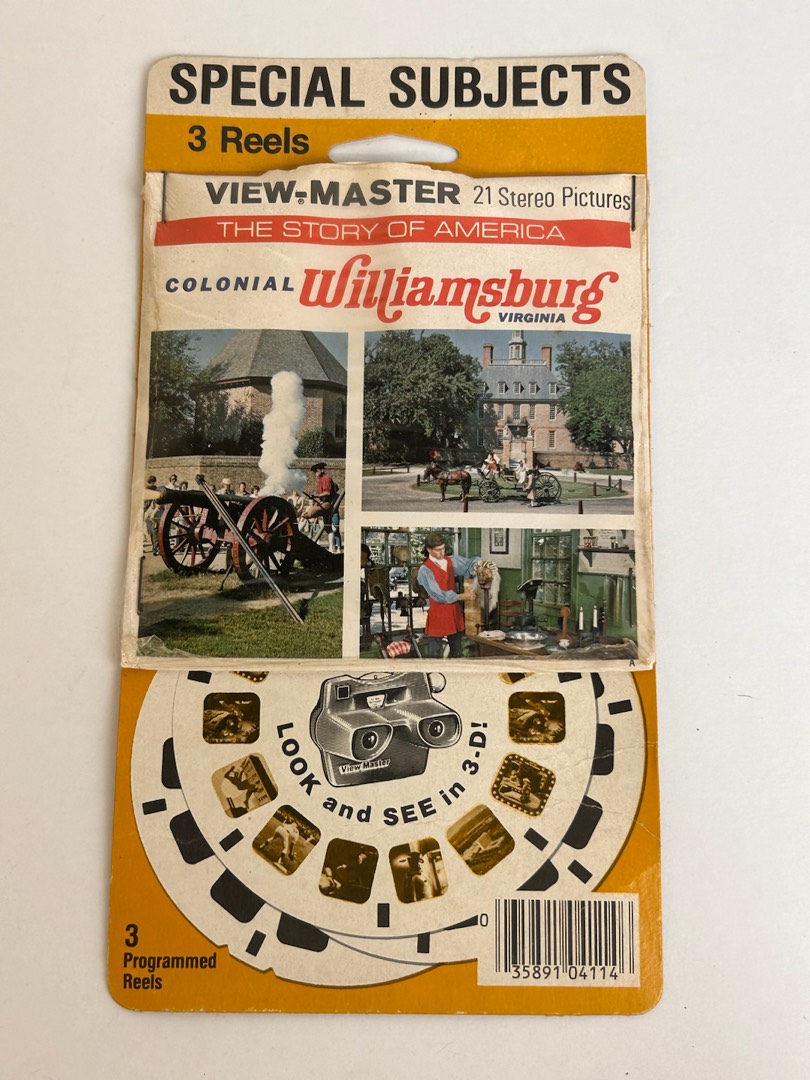 SPECIAL SUBJECTS
3 Reels
VIEW-MASTER 21 Stereo Pictures
®
THE STORY OF AMERICA
COLONIAL Williamsburg
VIRGINIA
A
View-Master
LOOK and SEE in 3-D!
3
Programmed
Reels
0
35891 04114